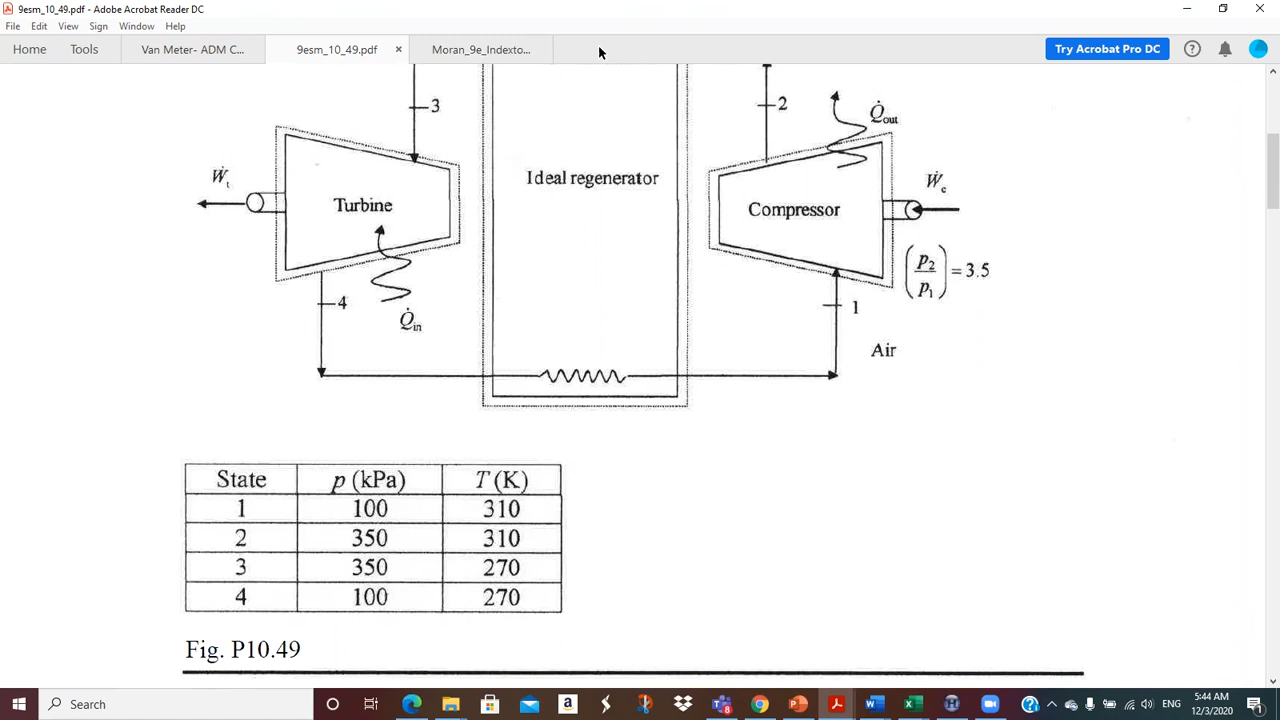 9esm_10_49.pdf - Adobe Acrobat Reader DC
File Edit View Sign Window Help
Home Tools Van Meter- ADM C... 9esm_10_49.pdf × Moran_9e_Indexto... Try Acrobat Pro DC
3
2
Q̇out
Ẇt
Turbine
Ideal regenerator
Compressor
Ẇc
(p2/p1) = 3.5
4
Q̇in
1
Air
State p (kPa) T (K)
1 100 310
2 350 310
3 350 270
4 100 270
Fig. P10.49
Search
ENG
5:44 AM
12/3/2020